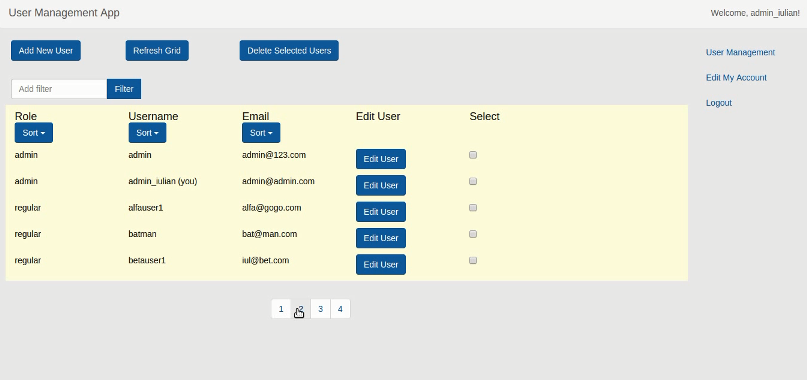 User Management App
Welcome, admin_iulian!
Add New User Refresh Grid Delete Selected Users
User Management
Edit My Account
Logout
Add filter Filter
Role Username Email Edit User Select
Sort Sort Sort
admin admin admin@123.com Edit User
admin admin_iulian (you) admin@admin.com Edit User
regular alfauser1 alfa@gogo.com Edit User
regular batman bat@man.com Edit User
regular betauser1 iul@bet.com Edit User
1 2 3 4